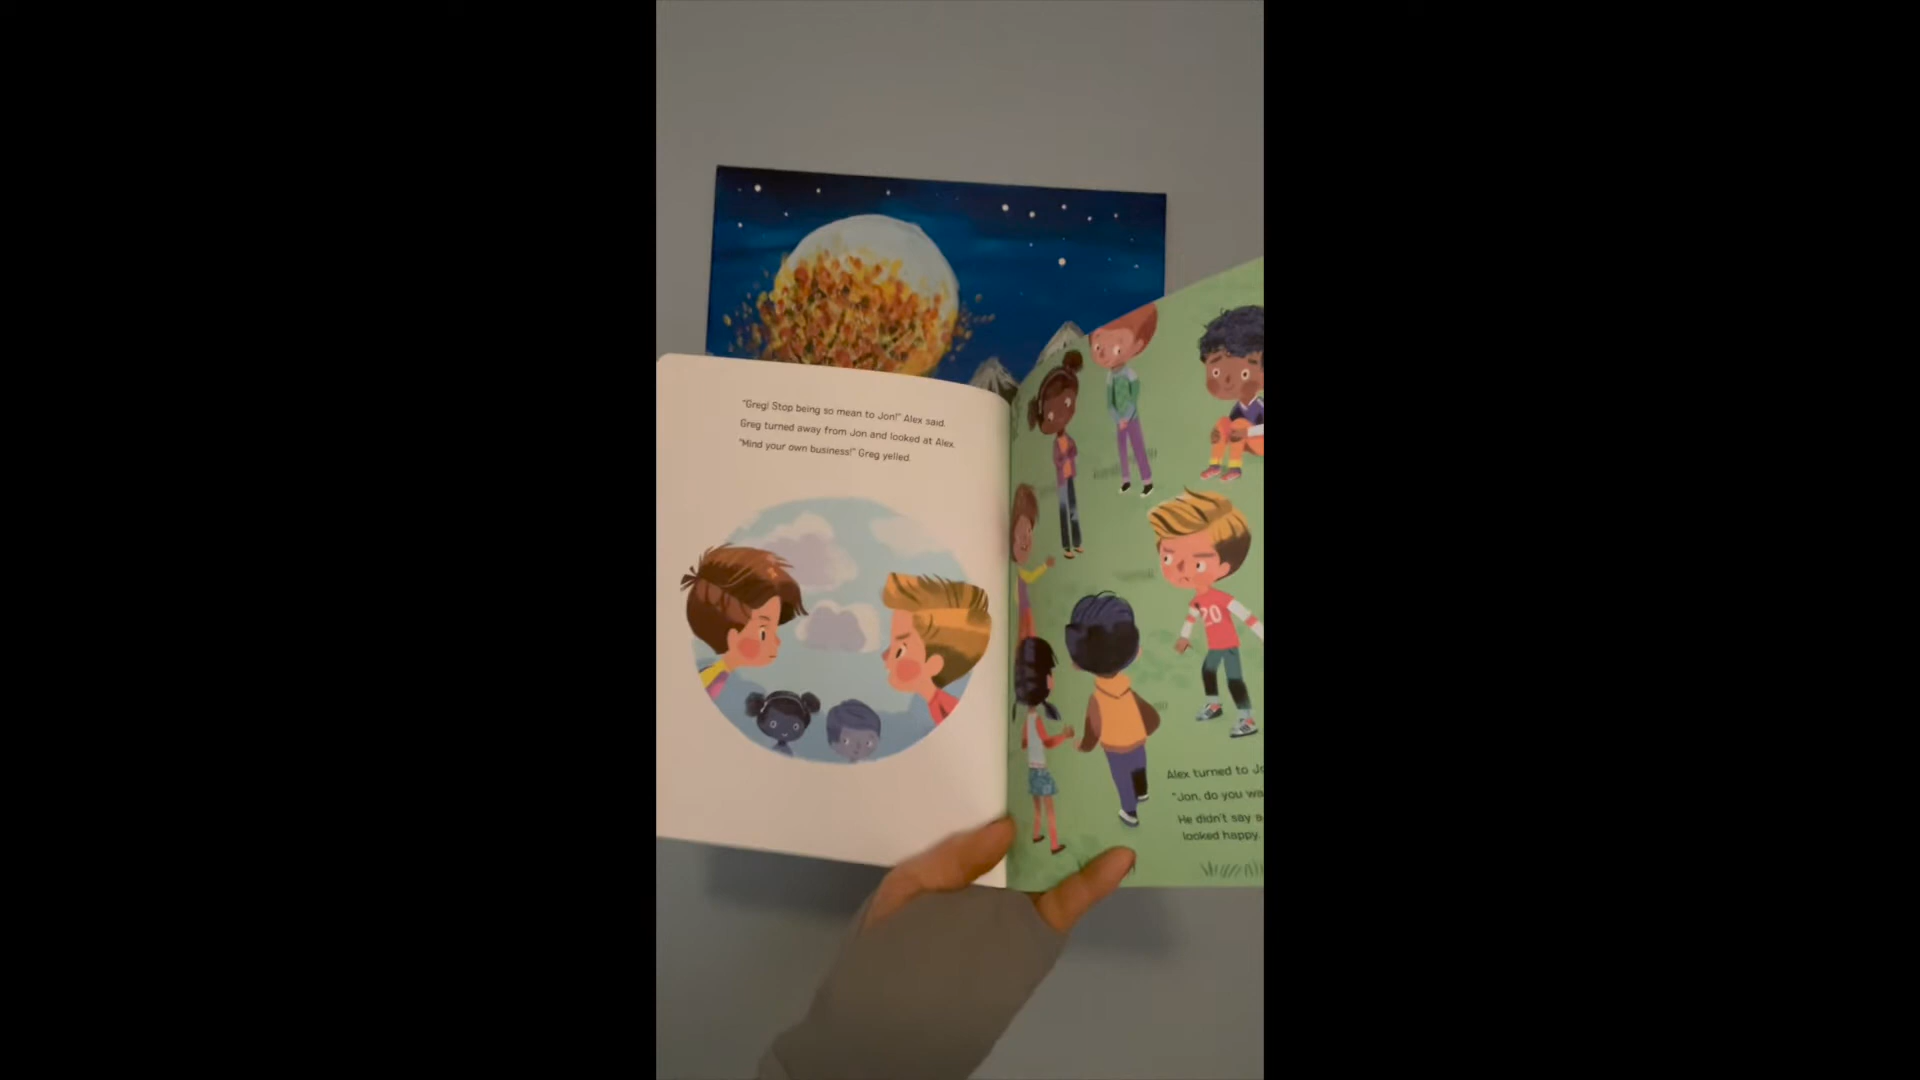 "Greg! Stop being so mean to Jon!" Alex said.
Greg turned away from Jon and looked at Alex.
"Mind your own business!" Greg yelled.
20
Alex turned to
"Jon, do you
He didn't say
looked happy.